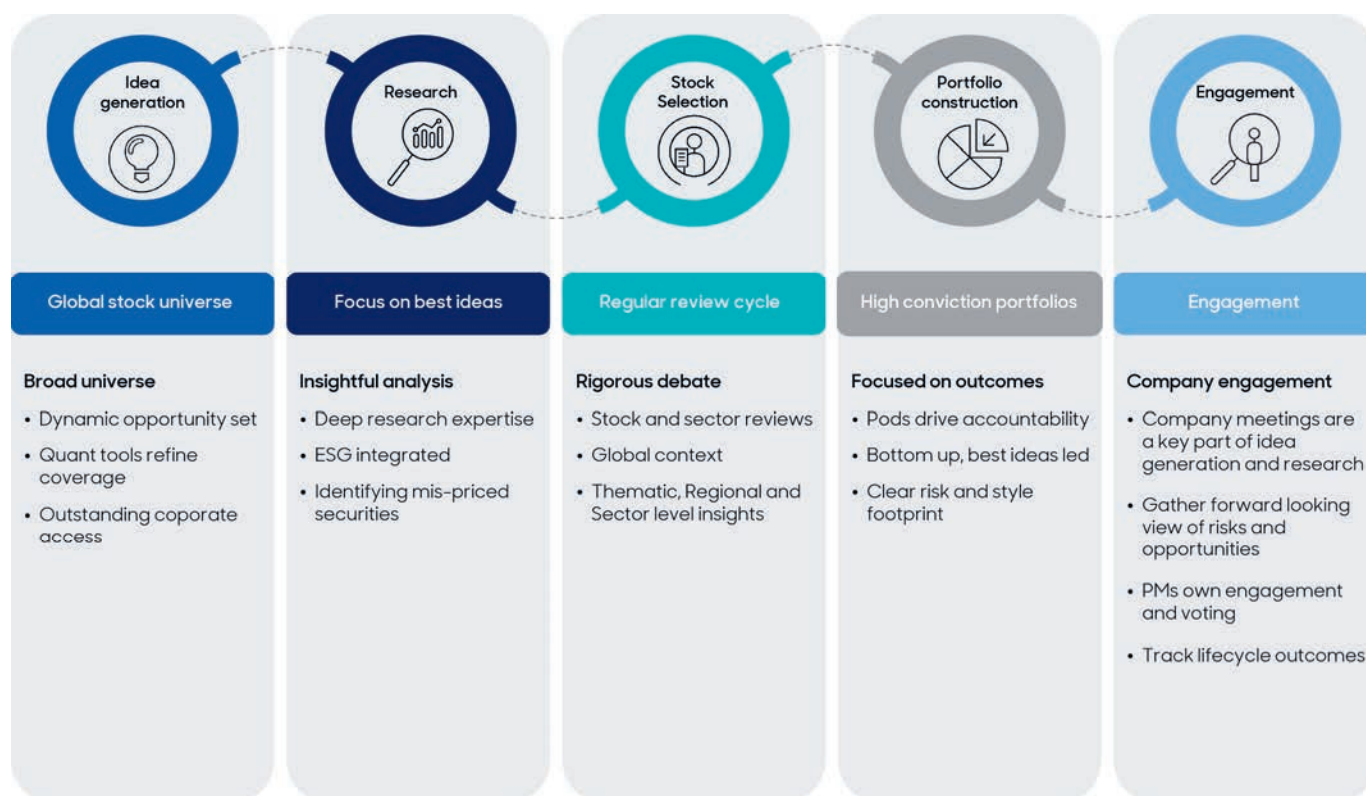 Idea
generation
Research
Stock
Selection
Portfolio
construction
Engagement
Global stock universe
Focus on best ideas
Regular review cycle
High conviction portfolios
Engagement
Broad universe
• Dynamic opportunity set
• Quant tools refine
coverage
• Outstanding coporate
access
Insightful analysis
• Deep research expertise
• ESG integrated
• Identifying mis-priced
securities
Rigorous debate
• Stock and sector reviews
• Global context
• Thematic, Regional and
Sector level insights
Focused on outcomes
• Pods drive accountability
• Bottom up, best ideas led
• Clear risk and style
footprint
Company engagement
• Company meetings are
a key part of idea
generation and research
• Gather forward looking
view of risks and
opportunities
• PMs own engagement
and voting
• Track lifecycle outcomes